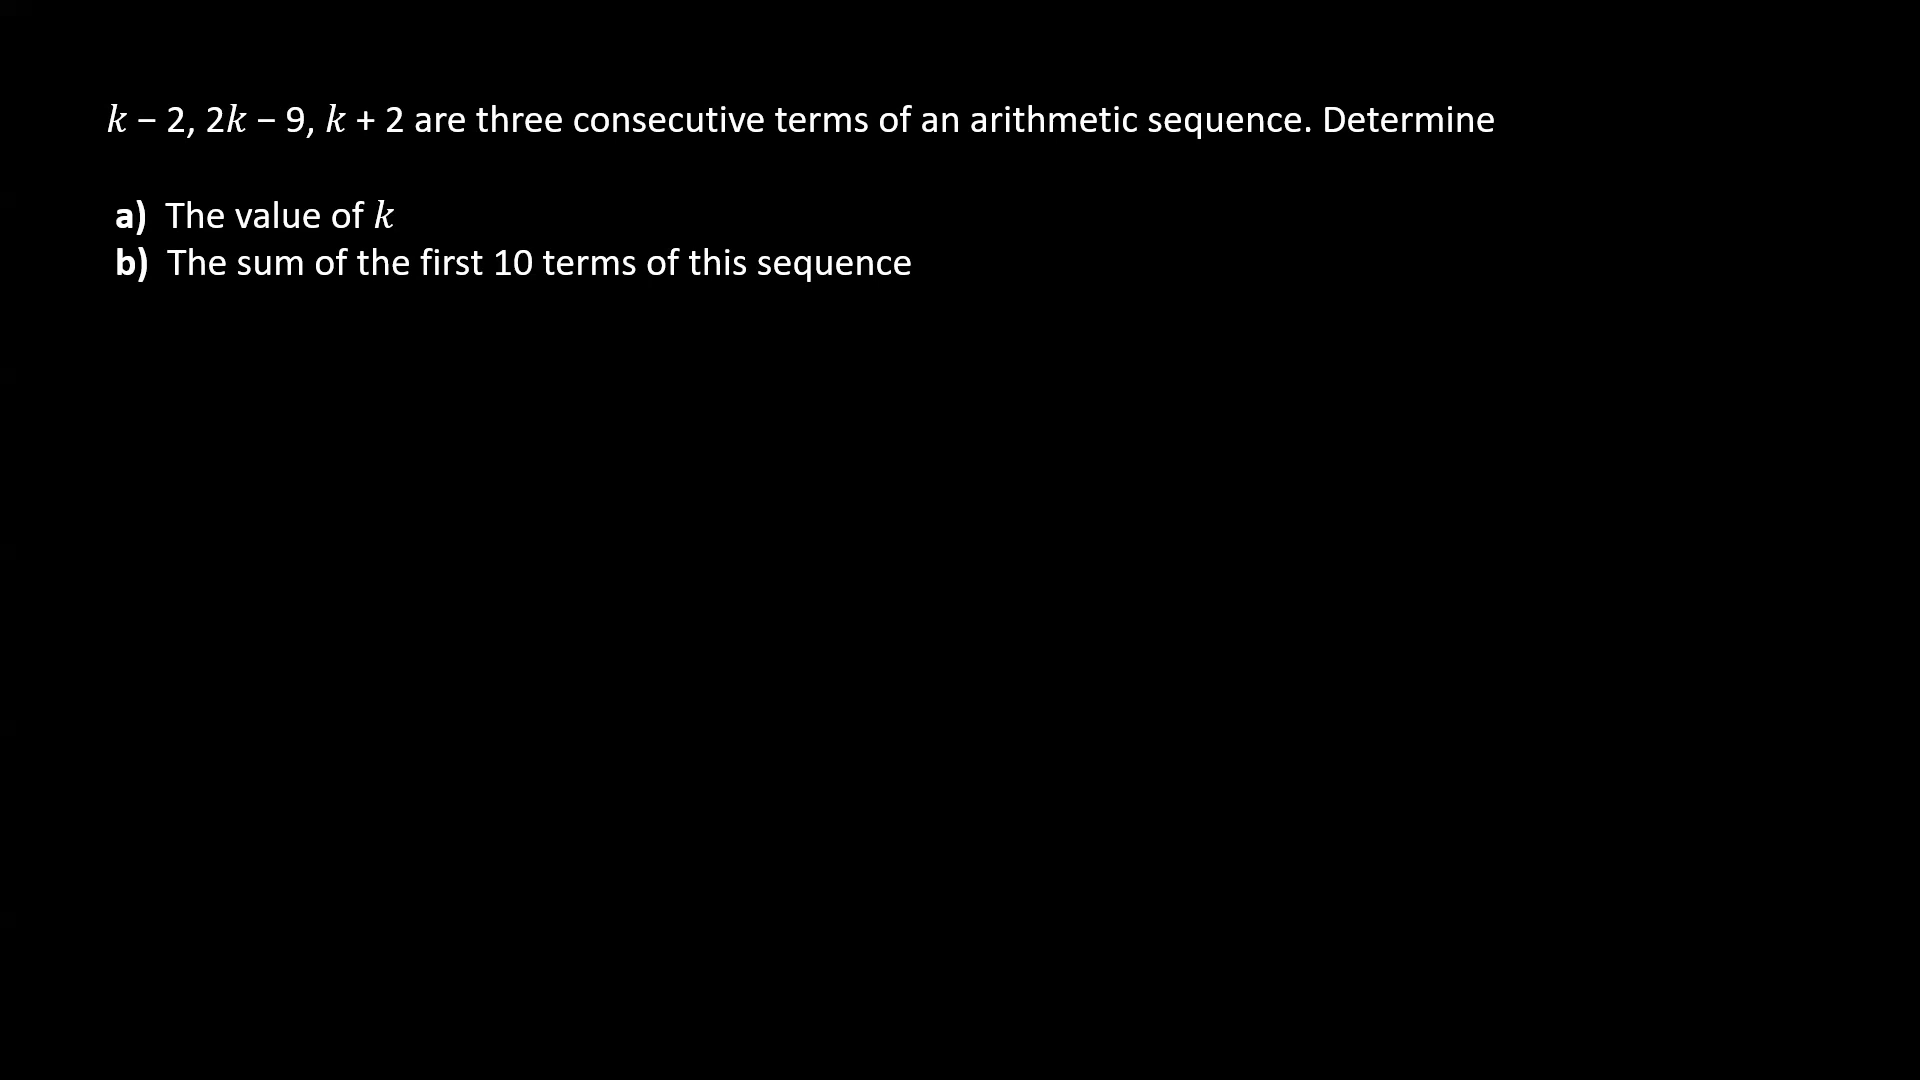 k − 2, 2k − 9, k + 2 are three consecutive terms of an arithmetic sequence. Determine
a) The value of k
b) The sum of the first 10 terms of this sequence